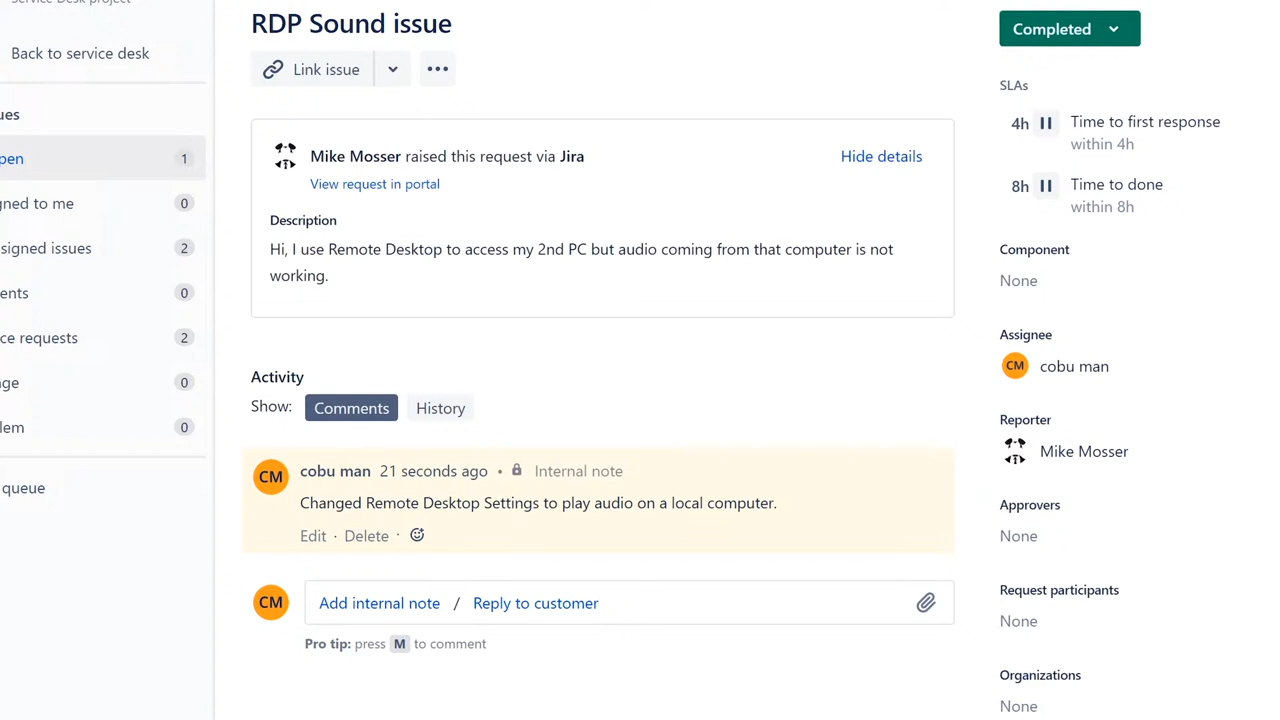 Service Desk project
Back to service desk
ues
pen 1
gned to me 0
signed issues 2
ents 0
ce requests 2
ge 0
lem 0
queue
RDP Sound issue
Link issue
Mike Mosser raised this request via Jira
Hide details
View request in portal
Description
Hi, I use Remote Desktop to access my 2nd PC but audio coming from that computer is not
working.
Activity
Show: Comments History
CM cobu man 21 seconds ago • Internal note
Changed Remote Desktop Settings to play audio on a local computer.
Edit · Delete ·
CM Add internal note / Reply to customer
Pro tip: press M to comment
Completed
SLAs
4h Time to first response
within 4h
8h Time to done
within 8h
Component
None
Assignee
CM cobu man
Reporter
Mike Mosser
Approvers
None
Request participants
None
Organizations
None